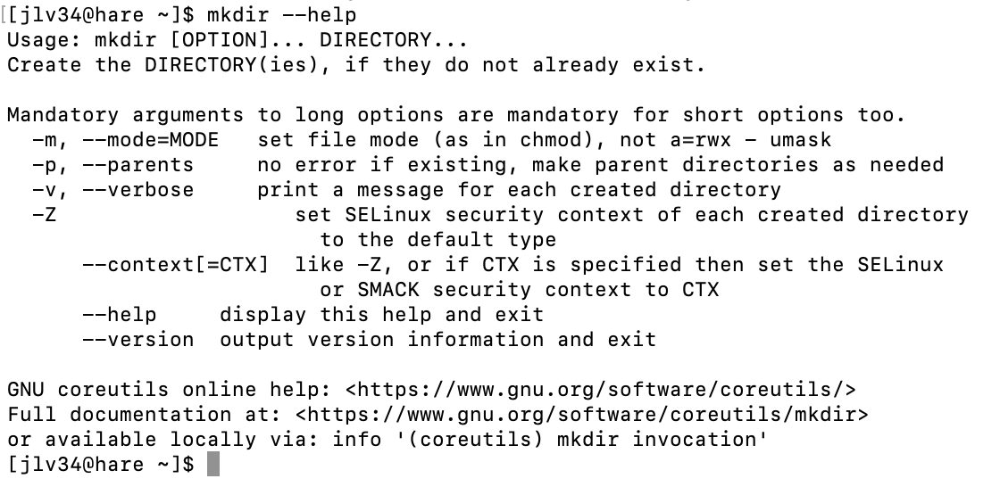 [[jlv34@hare ~]$ mkdir --help
Usage: mkdir [OPTION]... DIRECTORY...
Create the DIRECTORY(ies), if they do not already exist.

Mandatory arguments to long options are mandatory for short options too.
  -m, --mode=MODE   set file mode (as in chmod), not a=rwx - umask
  -p, --parents     no error if existing, make parent directories as needed
  -v, --verbose     print a message for each created directory
  -Z                   set SELinux security context of each created directory
                         to the default type
      --context[=CTX]  like -Z, or if CTX is specified then set the SELinux
                         or SMACK security context to CTX
      --help     display this help and exit
      --version  output version information and exit

GNU coreutils online help: <https://www.gnu.org/software/coreutils/>
Full documentation at: <https://www.gnu.org/software/coreutils/mkdir>
or available locally via: info '(coreutils) mkdir invocation'
[jlv34@hare ~]$